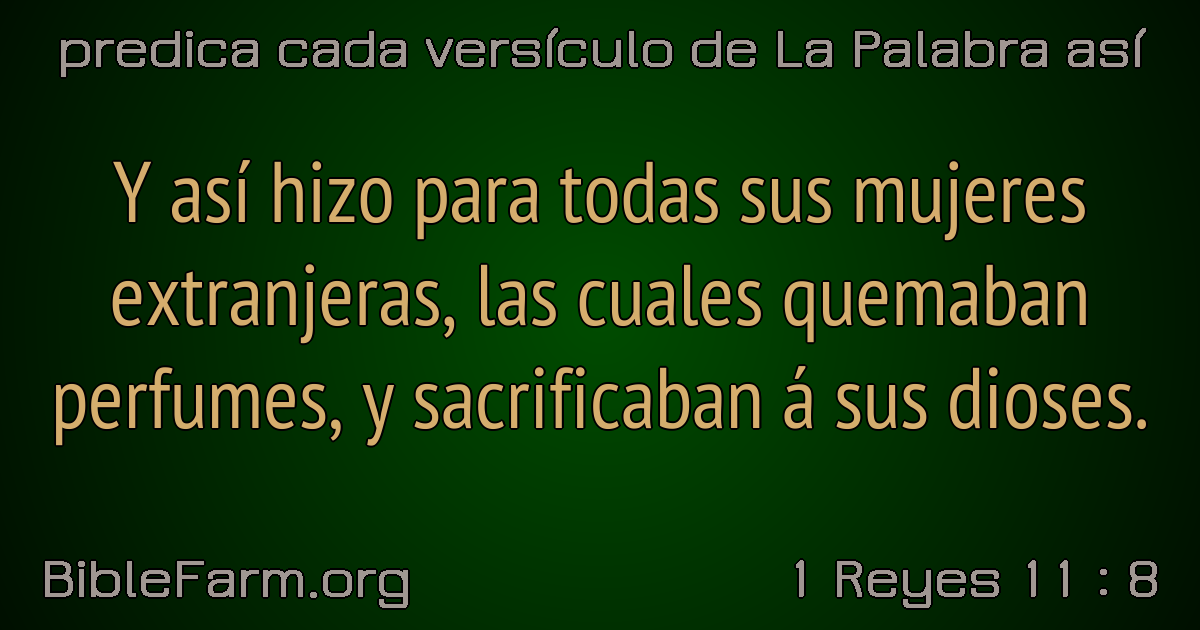 predica cada versículo de La Palabra así
Y así hizo para todas sus mujeres
extranjeras, las cuales quemaban
perfumes, y sacrificaban á sus dioses.
BibleFarm.org
1 Reyes 11 : 8